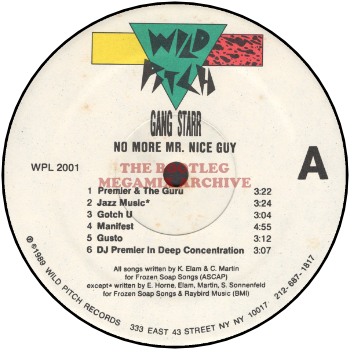 WILD
PITCH
GANG STARR
NO MORE MR. NICE GUY
WPL 2001
A
THE BOOTLEG
MEGAMIX ARCHIVE
1 Premier & The Guru 3:22
2 Jazz Music* 3:24
3 Gotch U 3:04
4 Manifest 4:55
5 Gusto 3:12
6 DJ Premier In Deep Concentration 3:07
All songs written by K. Elam & C. Martin
for Frozen Soap Songs (ASCAP)
except* written by E. Horne, Elam, Martin, S. Sonnenfeld
for Frozen Soap Songs & Raybird Music (BMI)
℗©1989 WILD PITCH RECORDS 333 EAST 43 STREET NY NY 10017 212-687-1817